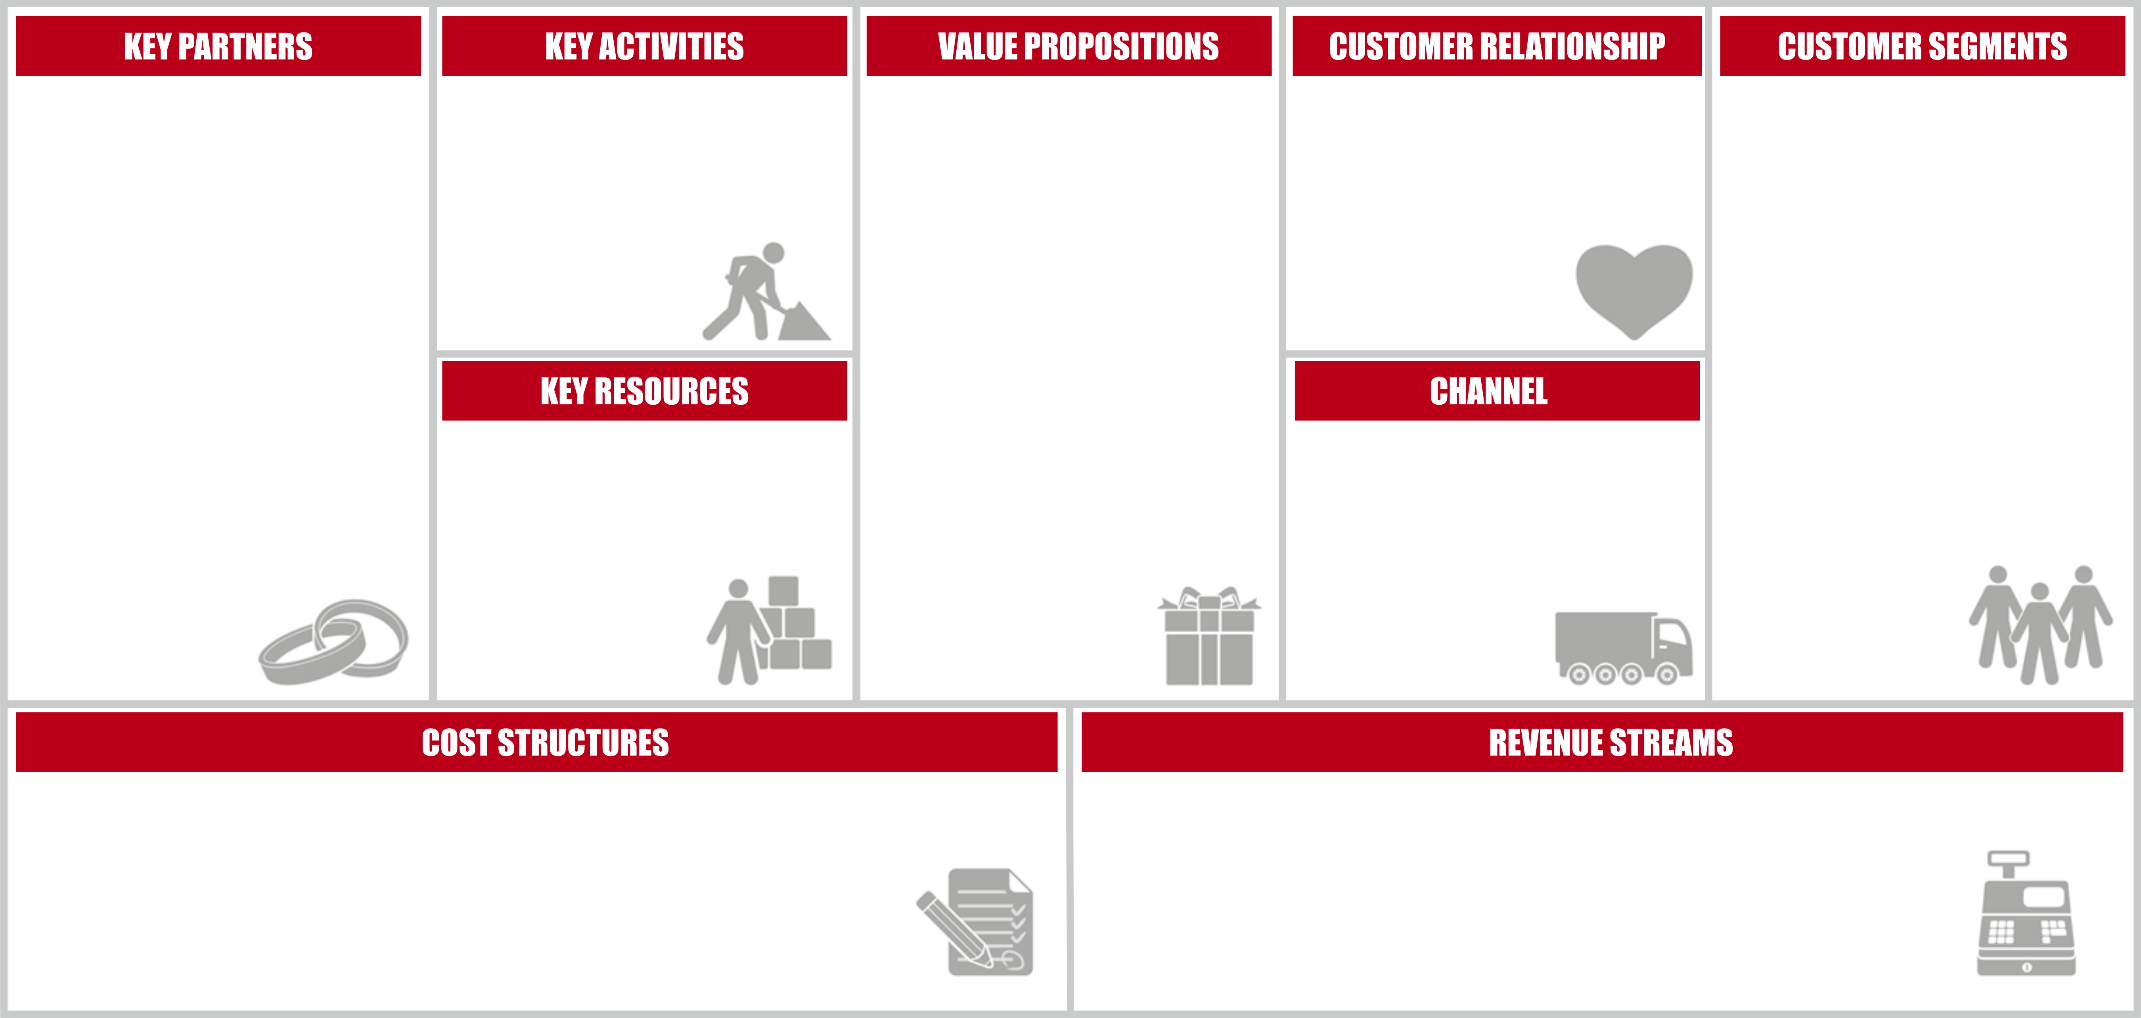 KEY PARTNERS
KEY ACTIVITIES
VALUE PROPOSITIONS
CUSTOMER RELATIONSHIP
CUSTOMER SEGMENTS
KEY RESOURCES
CHANNEL
COST STRUCTURES
REVENUE STREAMS